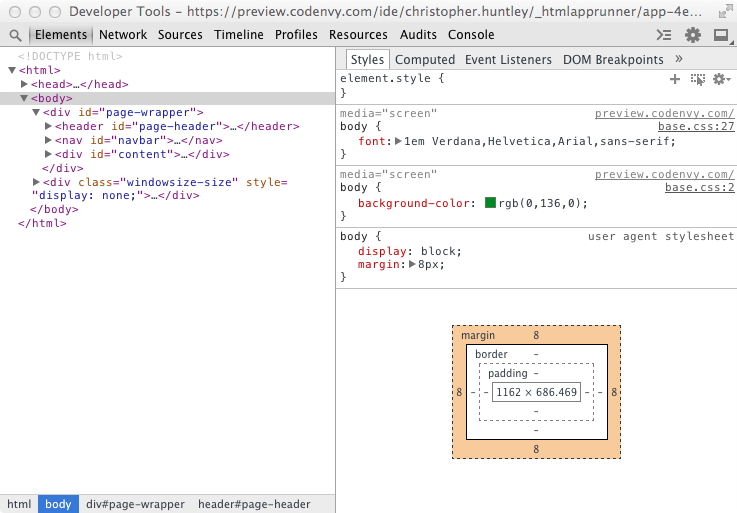 Developer Tools - https://preview.codenvy.com/ide/christopher.huntley/_htmlapprunner/app-4e…
Elements Network Sources Timeline Profiles Resources Audits Console
<!DOCTYPE html>
▼<html>
▶<head>…</head>
▼<body>
▼<div id="page-wrapper">
▶<header id="page-header">…</header>
▶<nav id="navbar">…</nav>
▶<div id="content">…</div>
</div>
▶<div class="windowsize-size" style=
"display: none;">…</div>
</body>
</html>
html body div#page-wrapper header#page-header
Styles Computed Event Listeners DOM Breakpoints »
element.style {
}
media="screen" preview.codenvy.com/
body { base.css:27
font:▶1em Verdana,Helvetica,Arial,sans-serif;
}
media="screen" preview.codenvy.com/
body { base.css:2
background-color: rgb(0,136,0);
}
body { user agent stylesheet
display: block;
margin:▶8px;
}
margin 8
border –
padding –
8 – – 1162 × 686.469 – – 8
–
–
8